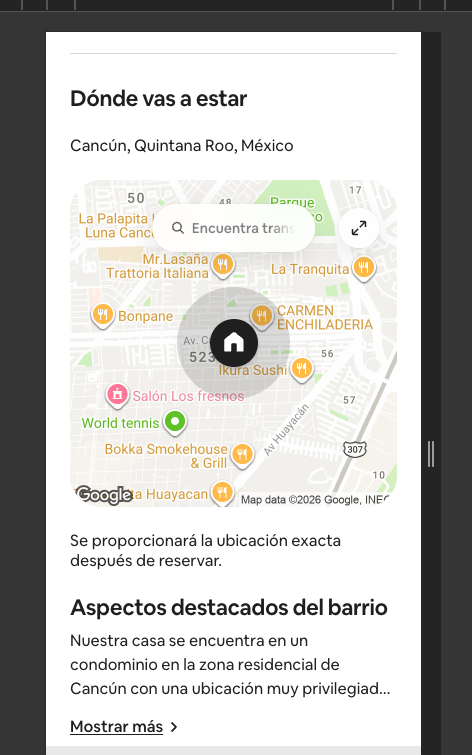 Dónde vas a estar
Cancún, Quintana Roo, México
17
50
48
Parque
La Palapita
Luna
Encuentra trans
Mr.Lasaña
Trattoria Italiana
La Tranquita
Bonpane
CARMEN
ENCHILADERIA
Av. C
523
56
Ikura Sushi
Salón Los fresnos
57
World tennis
Av Huayacán
Bokka Smokehouse
& Grill
307
10
ta Huayacan
Google
Map data ©2026 Google, INEG
Se proporcionará la ubicación exacta
después de reservar.
Aspectos destacados del barrio
Nuestra casa se encuentra en un
condominio en la zona residencial de
Cancún con una ubicación muy privilegiad...
Mostrar más